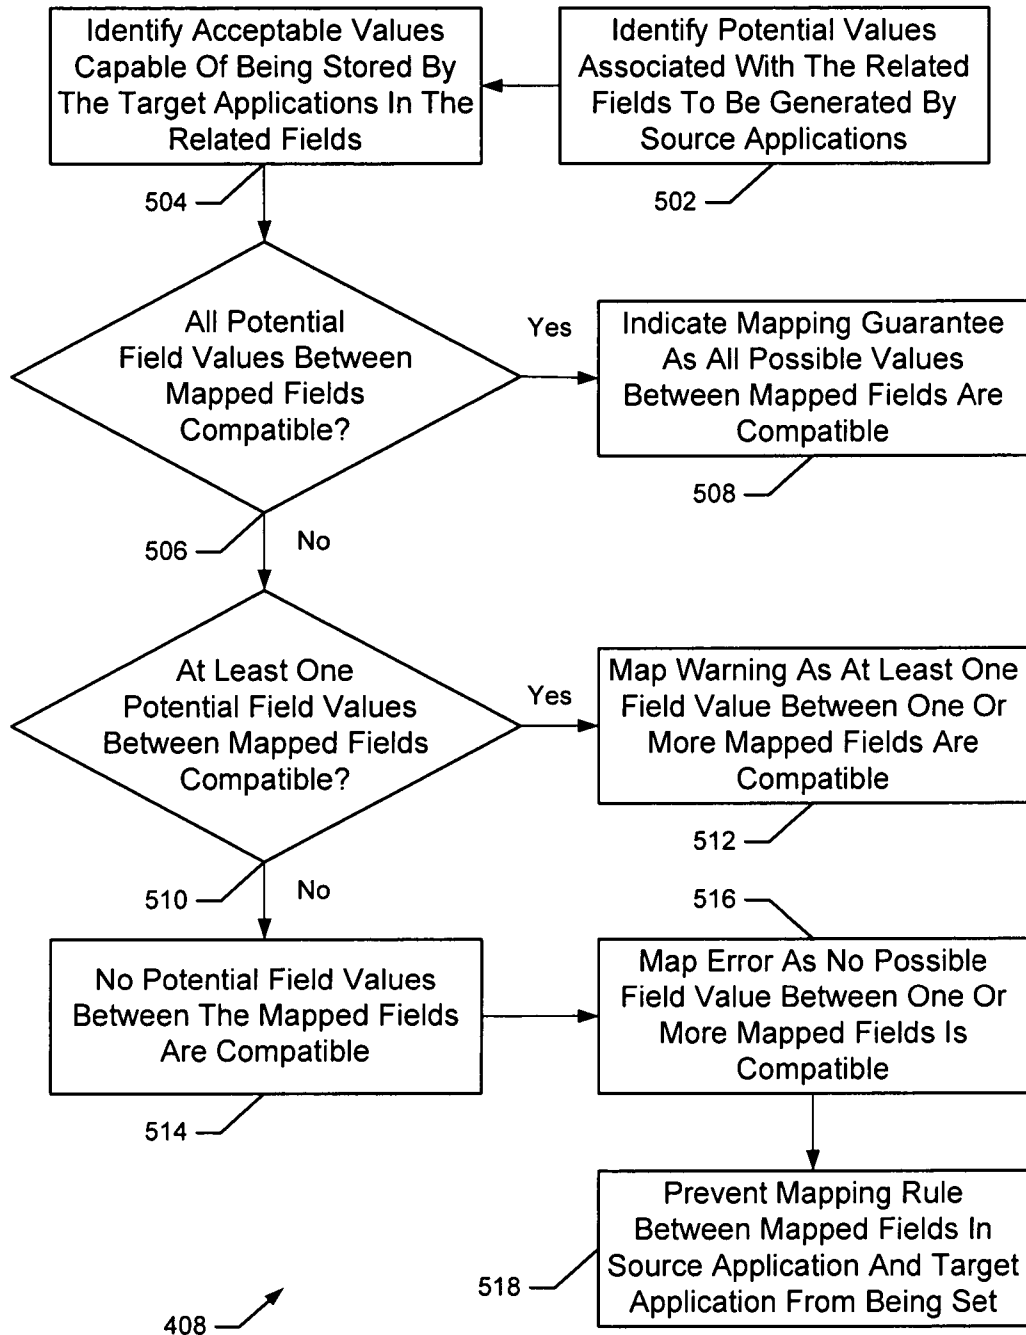 Identify Acceptable Values
Capable Of Being Stored By
The Target Applications In The
Related Fields
504
Identify Potential Values
Associated With The Related
Fields To Be Generated By
Source Applications
502
All Potential
Field Values Between
Mapped Fields
Compatible?
506
Yes
No
Indicate Mapping Guarantee
As All Possible Values
Between Mapped Fields Are
Compatible
508
At Least One
Potential Field Values
Between Mapped Fields
Compatible?
510
Yes
No
Map Warning As At Least One
Field Value Between One Or
More Mapped Fields Are
Compatible
512
No Potential Field Values
Between The Mapped Fields
Are Compatible
514
516
Map Error As No Possible
Field Value Between One Or
More Mapped Fields Is
Compatible
Prevent Mapping Rule
Between Mapped Fields In
Source Application And Target
Application From Being Set
518
408